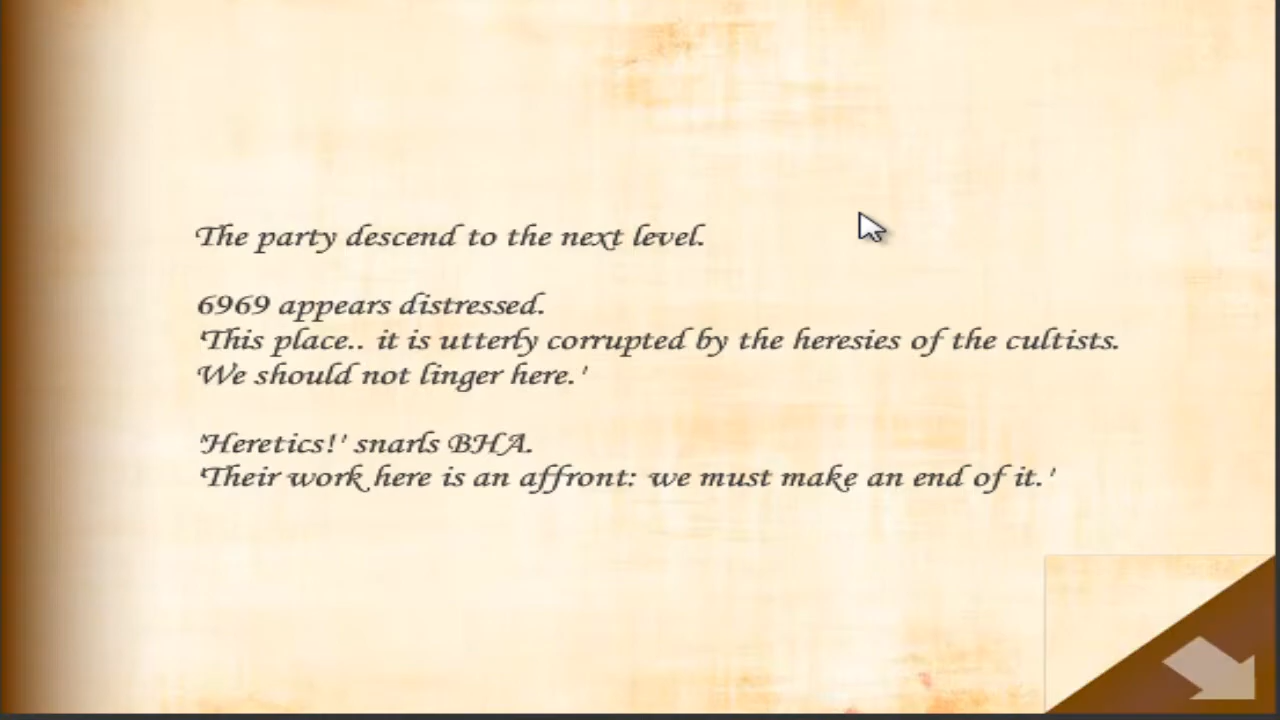 The party descend to the next level.
6969 appears distressed.
'This place.. it is utterly corrupted by the heresies of the cultists.
We should not linger here.'
'Heretics!' snarls BHA.
'Their work here is an affront: we must make an end of it.'